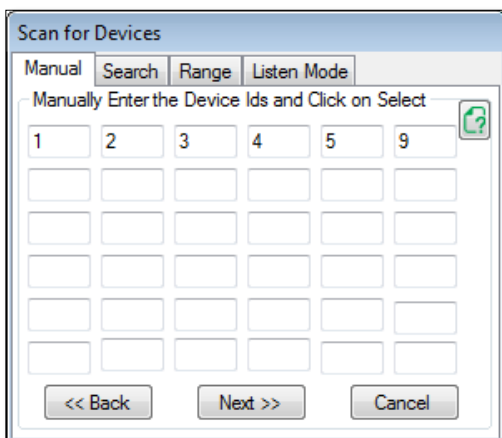 Scan for Devices
Manual Search Range Listen Mode
Manually Enter the Device Ids and Click on Select
?
1 2 3 4 5 9
<< Back Next >> Cancel